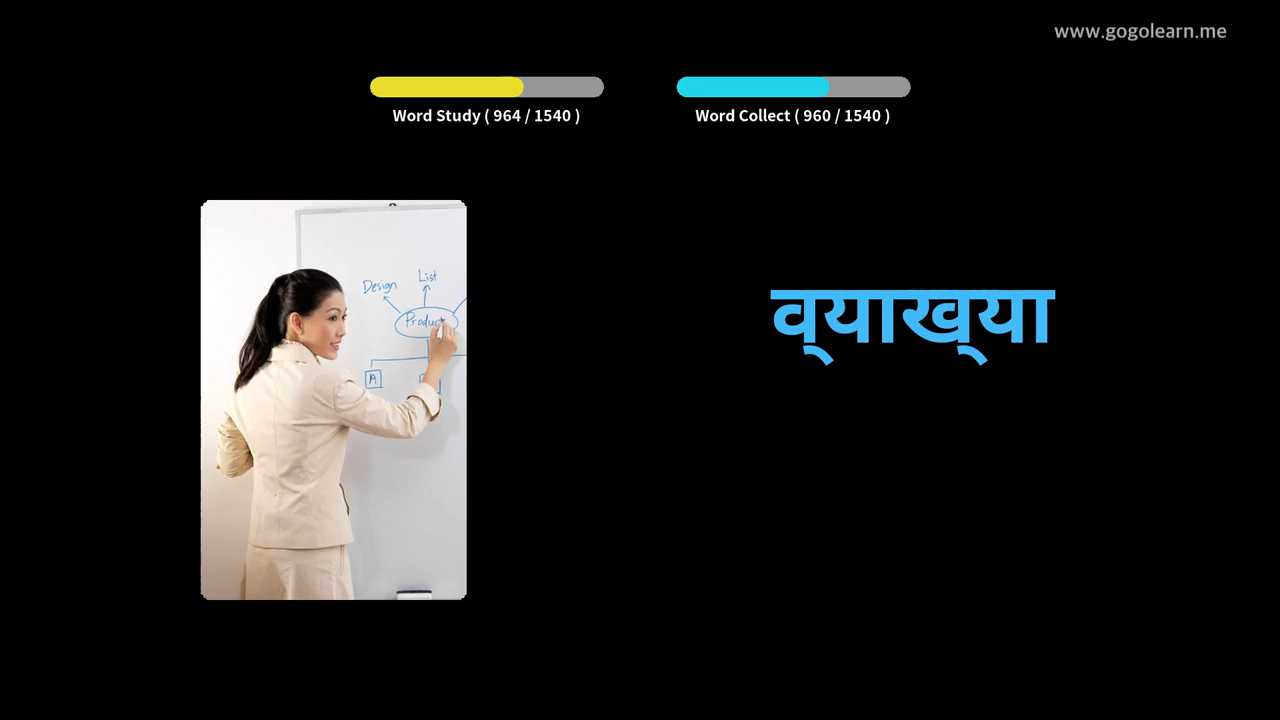 www.gogolearn.me
Word Study ( 964 / 1540 )
Word Collect ( 960 / 1540 )
Design
List
Product
A
व्याख्या